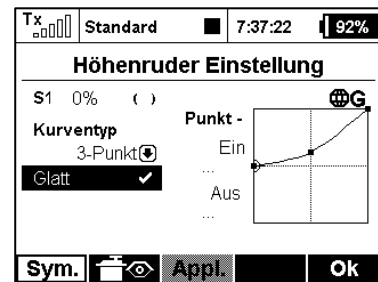 Tx Standard 7:37:22 92%
Höhenruder Einstellung
S1 0% ( ) G
Kurventyp
3-Punkt
Glatt
Punkt -
Ein
...
Aus
...
Sym. Appl. Ok